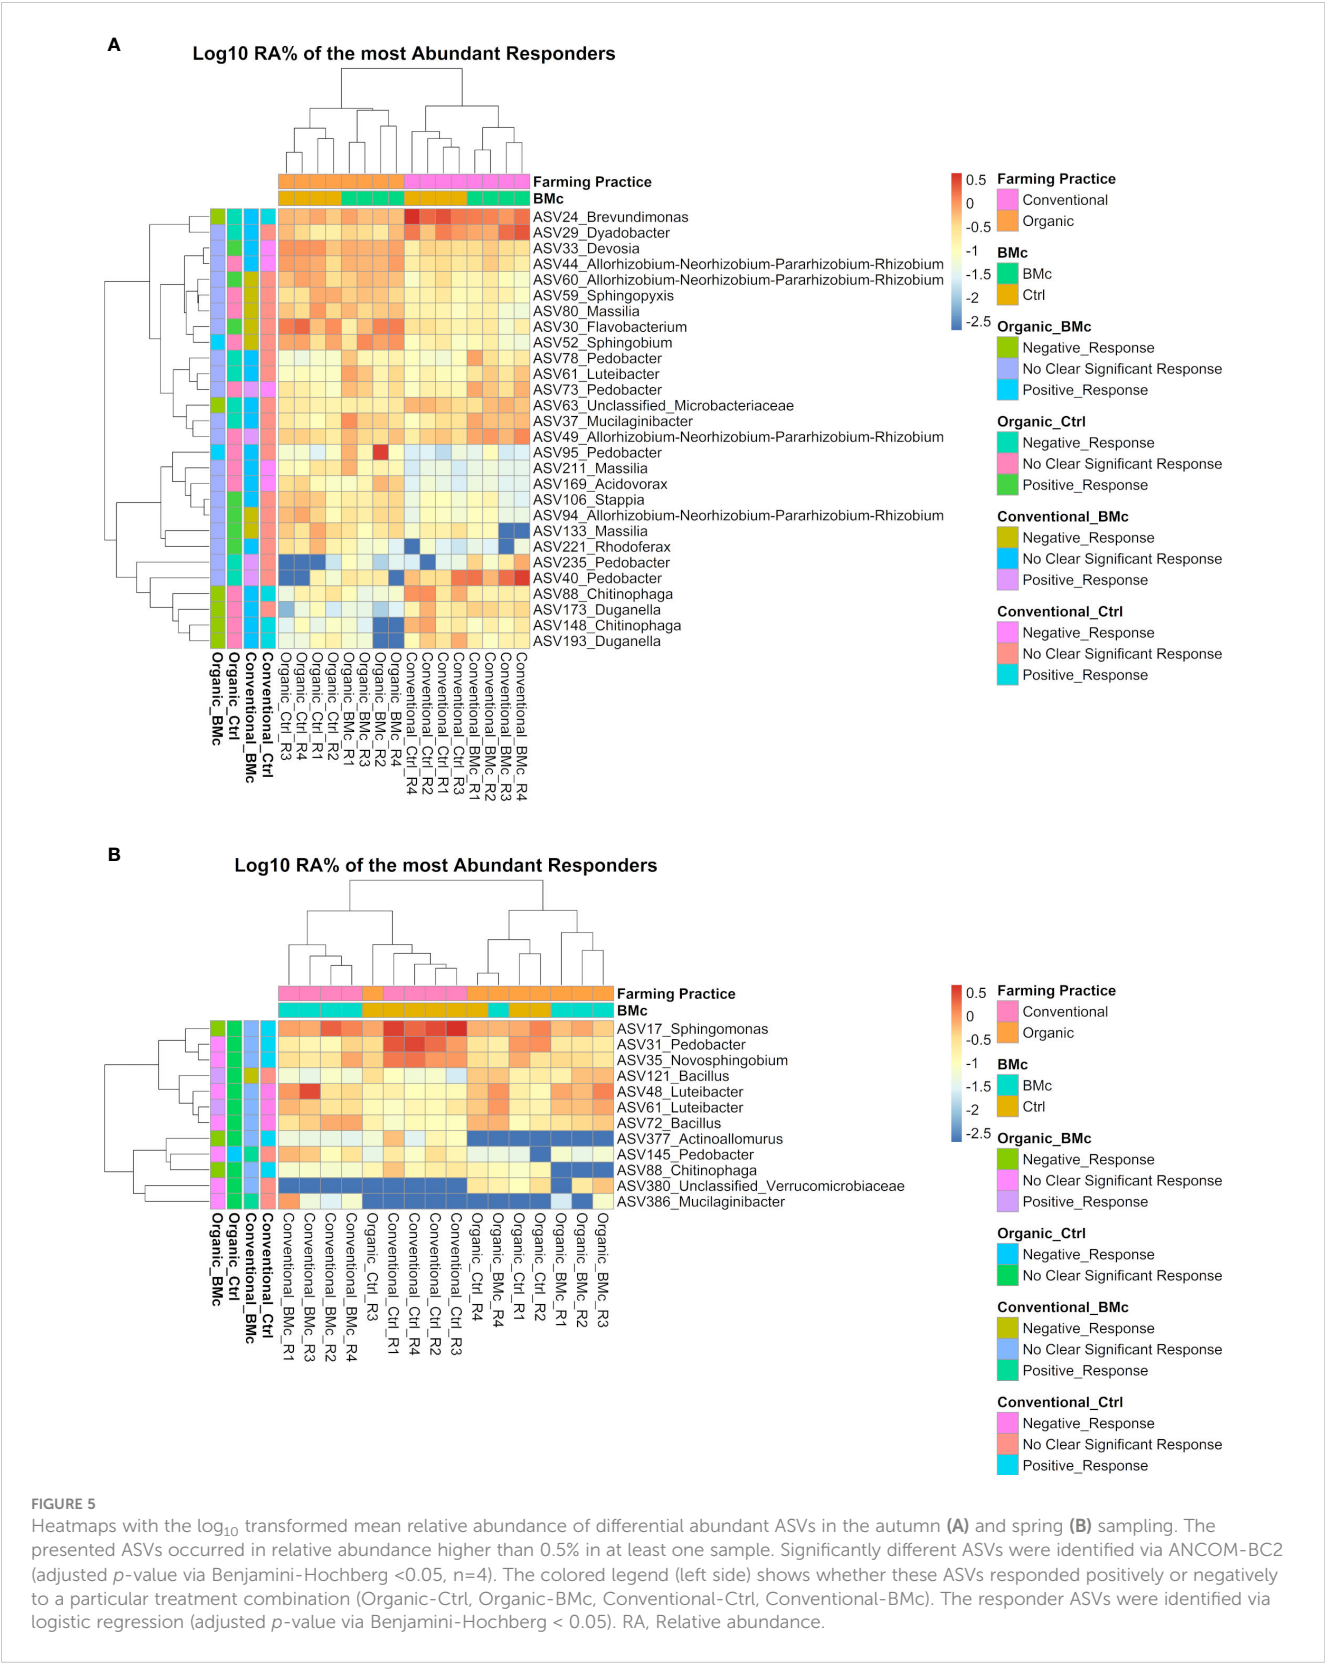 A
Log10 RA% of the most Abundant Responders
Farming Practice
BMc
ASV24_Brevundimonas
ASV29_Dyadobacter
ASV33_Devosia
ASV44_Allorhizobium-Neorhizobium-Pararhizobium-Rhizobium
ASV60_Allorhizobium-Neorhizobium-Pararhizobium-Rhizobium
ASV59_Sphingopyxis
ASV80_Massilia
ASV30_Flavobacterium
ASV52_Sphingobium
ASV78_Pedobacter
ASV61_Luteibacter
ASV73_Pedobacter
ASV63_Unclassified_Microbacteriaceae
ASV37_Mucilaginibacter
ASV49_Allorhizobium-Neorhizobium-Pararhizobium-Rhizobium
ASV95_Pedobacter
ASV211_Massilia
ASV169_Acidovorax
ASV106_Stappia
ASV94_Allorhizobium-Neorhizobium-Pararhizobium-Rhizobium
ASV133_Massilia
ASV221_Rhodoferax
ASV235_Pedobacter
ASV40_Pedobacter
ASV88_Chitinophaga
ASV173_Duganella
ASV148_Chitinophaga
ASV193_Duganella
Organic_BMc
Organic_Ctrl
Conventional_BMc
Conventional_Ctrl
Organic_Ctrl_R3
Organic_Ctrl_R4
Organic_Ctrl_R1
Organic_Ctrl_R2
Organic_BMc_R1
Organic_BMc_R3
Organic_BMc_R2
Organic_BMc_R4
Conventional_Ctrl_R4
Conventional_Ctrl_R2
Conventional_Ctrl_R1
Conventional_Ctrl_R3
Conventional_BMc_R1
Conventional_BMc_R2
Conventional_BMc_R3
Conventional_BMc_R4
0.5
0
-0.5
-1
-1.5
-2
-2.5
Farming Practice
Conventional
Organic
BMc
BMc
Ctrl
Organic_BMc
Negative_Response
No Clear Significant Response
Positive_Response
Organic_Ctrl
Negative_Response
No Clear Significant Response
Positive_Response
Conventional_BMc
Negative_Response
No Clear Significant Response
Positive_Response
Conventional_Ctrl
Negative_Response
No Clear Significant Response
Positive_Response
B
Log10 RA% of the most Abundant Responders
Farming Practice
BMc
ASV17_Sphingomonas
ASV31_Pedobacter
ASV35_Novosphingobium
ASV121_Bacillus
ASV48_Luteibacter
ASV61_Luteibacter
ASV72_Bacillus
ASV377_Actinoallomurus
ASV145_Pedobacter
ASV88_Chitinophaga
ASV380_Unclassified_Verrucomicrobiaceae
ASV386_Mucilaginibacter
Organic_BMc
Organic_Ctrl
Conventional_BMc
Conventional_Ctrl
Conventional_BMc_R1
Conventional_BMc_R3
Conventional_BMc_R2
Conventional_BMc_R4
Organic_Ctrl_R3
Conventional_Ctrl_R1
Conventional_Ctrl_R4
Conventional_Ctrl_R2
Conventional_Ctrl_R3
Organic_Ctrl_R4
Organic_BMc_R4
Organic_Ctrl_R1
Organic_Ctrl_R2
Organic_BMc_R1
Organic_BMc_R2
Organic_BMc_R3
0.5
0
-0.5
-1
-1.5
-2
-2.5
Farming Practice
Conventional
Organic
BMc
BMc
Ctrl
Organic_BMc
Negative_Response
No Clear Significant Response
Positive_Response
Organic_Ctrl
Negative_Response
No Clear Significant Response
Conventional_BMc
Negative_Response
No Clear Significant Response
Positive_Response
Conventional_Ctrl
Negative_Response
No Clear Significant Response
Positive_Response
FIGURE 5
Heatmaps with the log10 transformed mean relative abundance of differential abundant ASVs in the autumn (A) and spring (B) sampling. The
presented ASVs occurred in relative abundance higher than 0.5% in at least one sample. Significantly different ASVs were identified via ANCOM-BC2
(adjusted p-value via Benjamini-Hochberg <0.05, n=4). The colored legend (left side) shows whether these ASVs responded positively or negatively
to a particular treatment combination (Organic-Ctrl, Organic-BMc, Conventional-Ctrl, Conventional-BMc). The responder ASVs were identified via
logistic regression (adjusted p-value via Benjamini-Hochberg < 0.05). RA, Relative abundance.